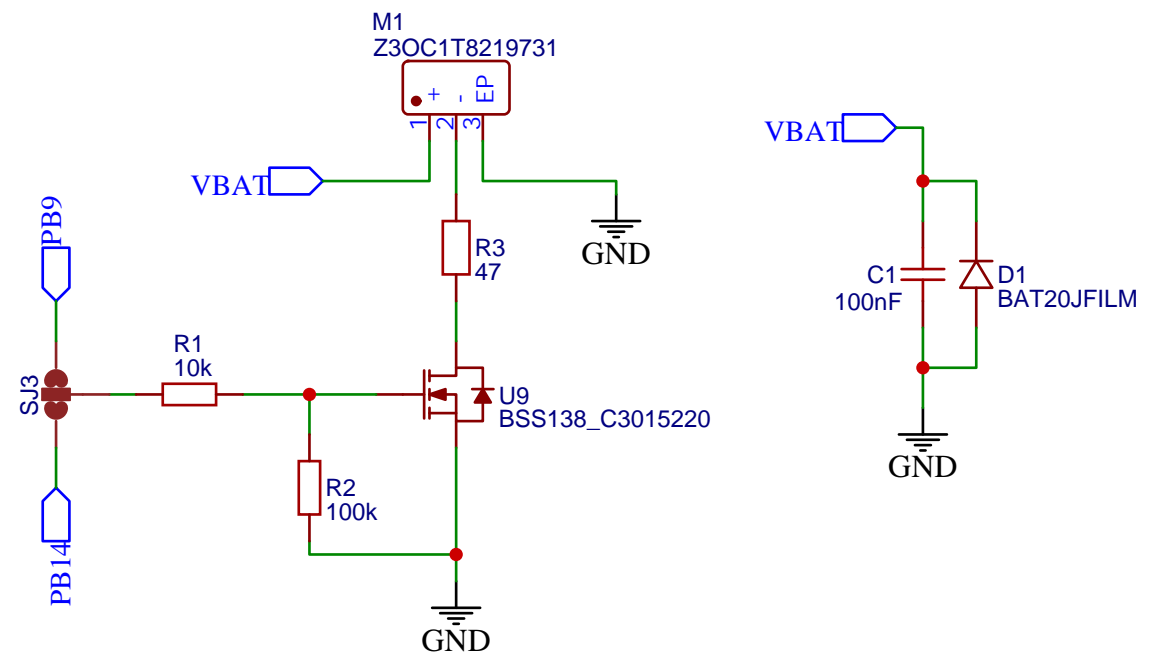 M1
Z3OC1T8219731
+
-
EP
1
2
3
VBAT
GND
R3
47
PB9
SJ3
PB14
R1
10k
R2
100k
U9
BSS138_C3015220
GND
VBAT
C1
100nF
D1
BAT20JFILM
GND